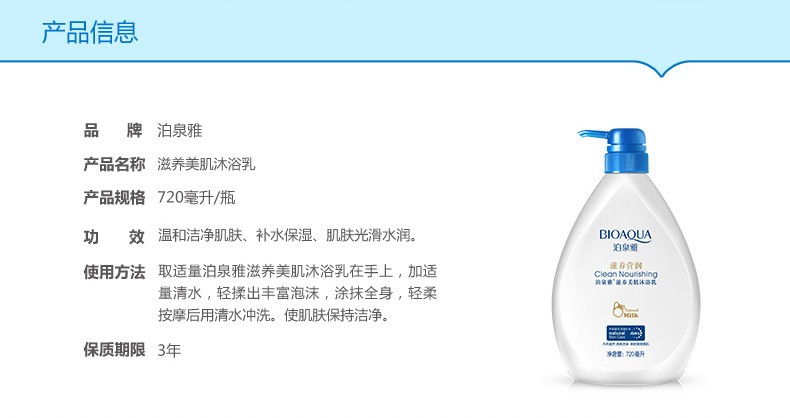 产品信息
品 牌 泊泉雅
产品名称 滋养美肌沐浴乳
产品规格 720毫升/瓶
功 效 温和洁净肌肤、补水保湿、肌肤光滑水润。
使用方法 取适量泊泉雅滋养美肌沐浴乳在手上，加适
量清水，轻揉出丰富泡沫，涂抹全身，轻柔
按摩后用清水冲洗。使肌肤保持洁净。
保质期限 3年
BIOAQUA
泊泉雅
滋养营润
Clean Nourishing
泊泉雅®滋养美肌沐浴乳
Natural
Milk
natural
Skin Care
净含量:720毫升